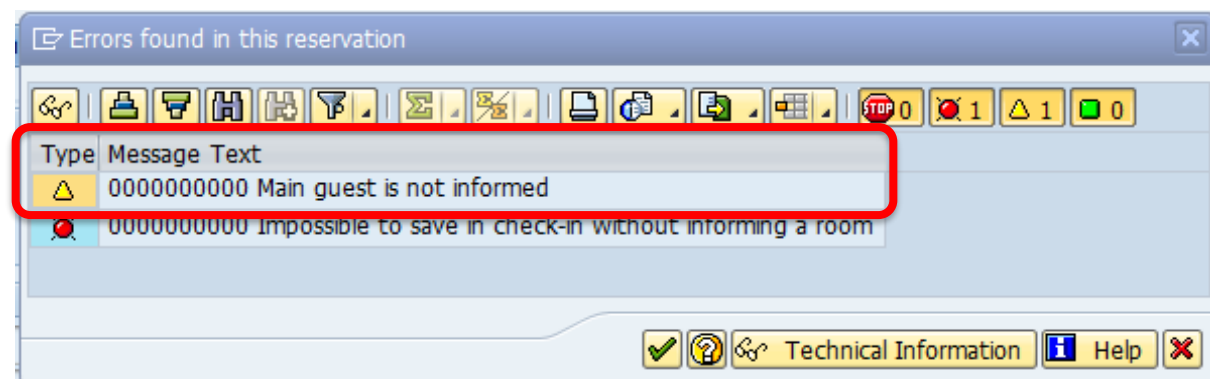 Errors found in this reservation
STOP 0 1 1 0
Type Message Text
0000000000 Main guest is not informed
0000000000 Impossible to save in check-in without informing a room
Technical Information Help